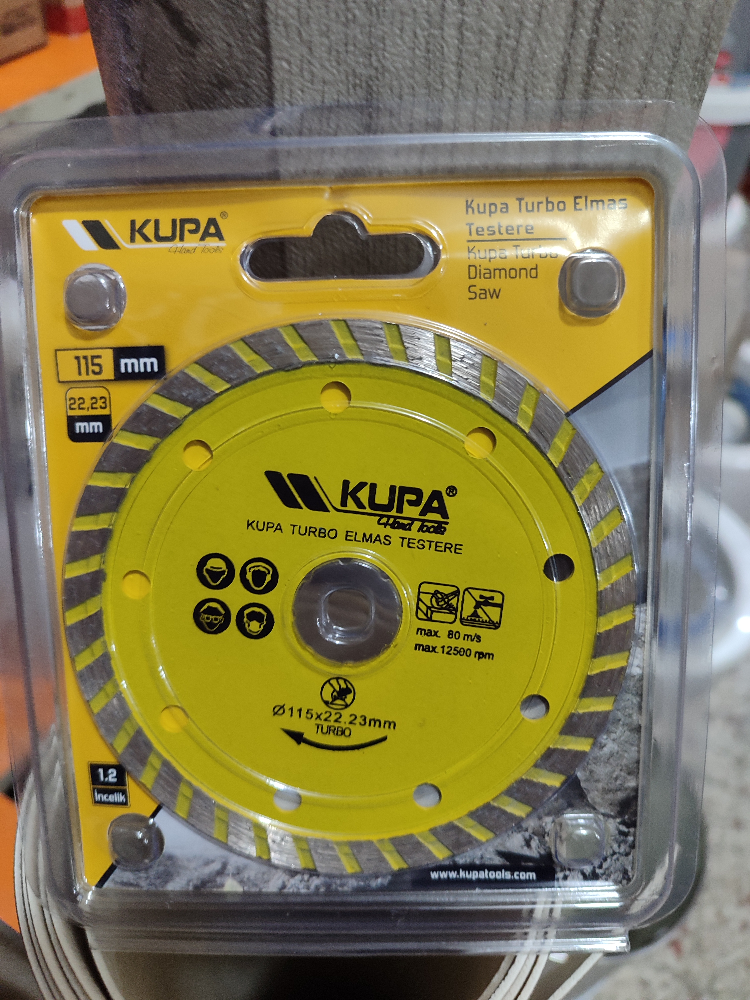 KUPA®
Hand Tools
Kupa Turbo Elmas
Testere
Kupa Turbo
Diamond
Saw
115 mm
22,23
mm
KUPA®
Hand Tools
KUPA TURBO ELMAS TESTERE
max. 80 m/s
max.12500 rpm
Ø115x22.23mm
TURBO
1.2
İncelik
www.kupatools.com